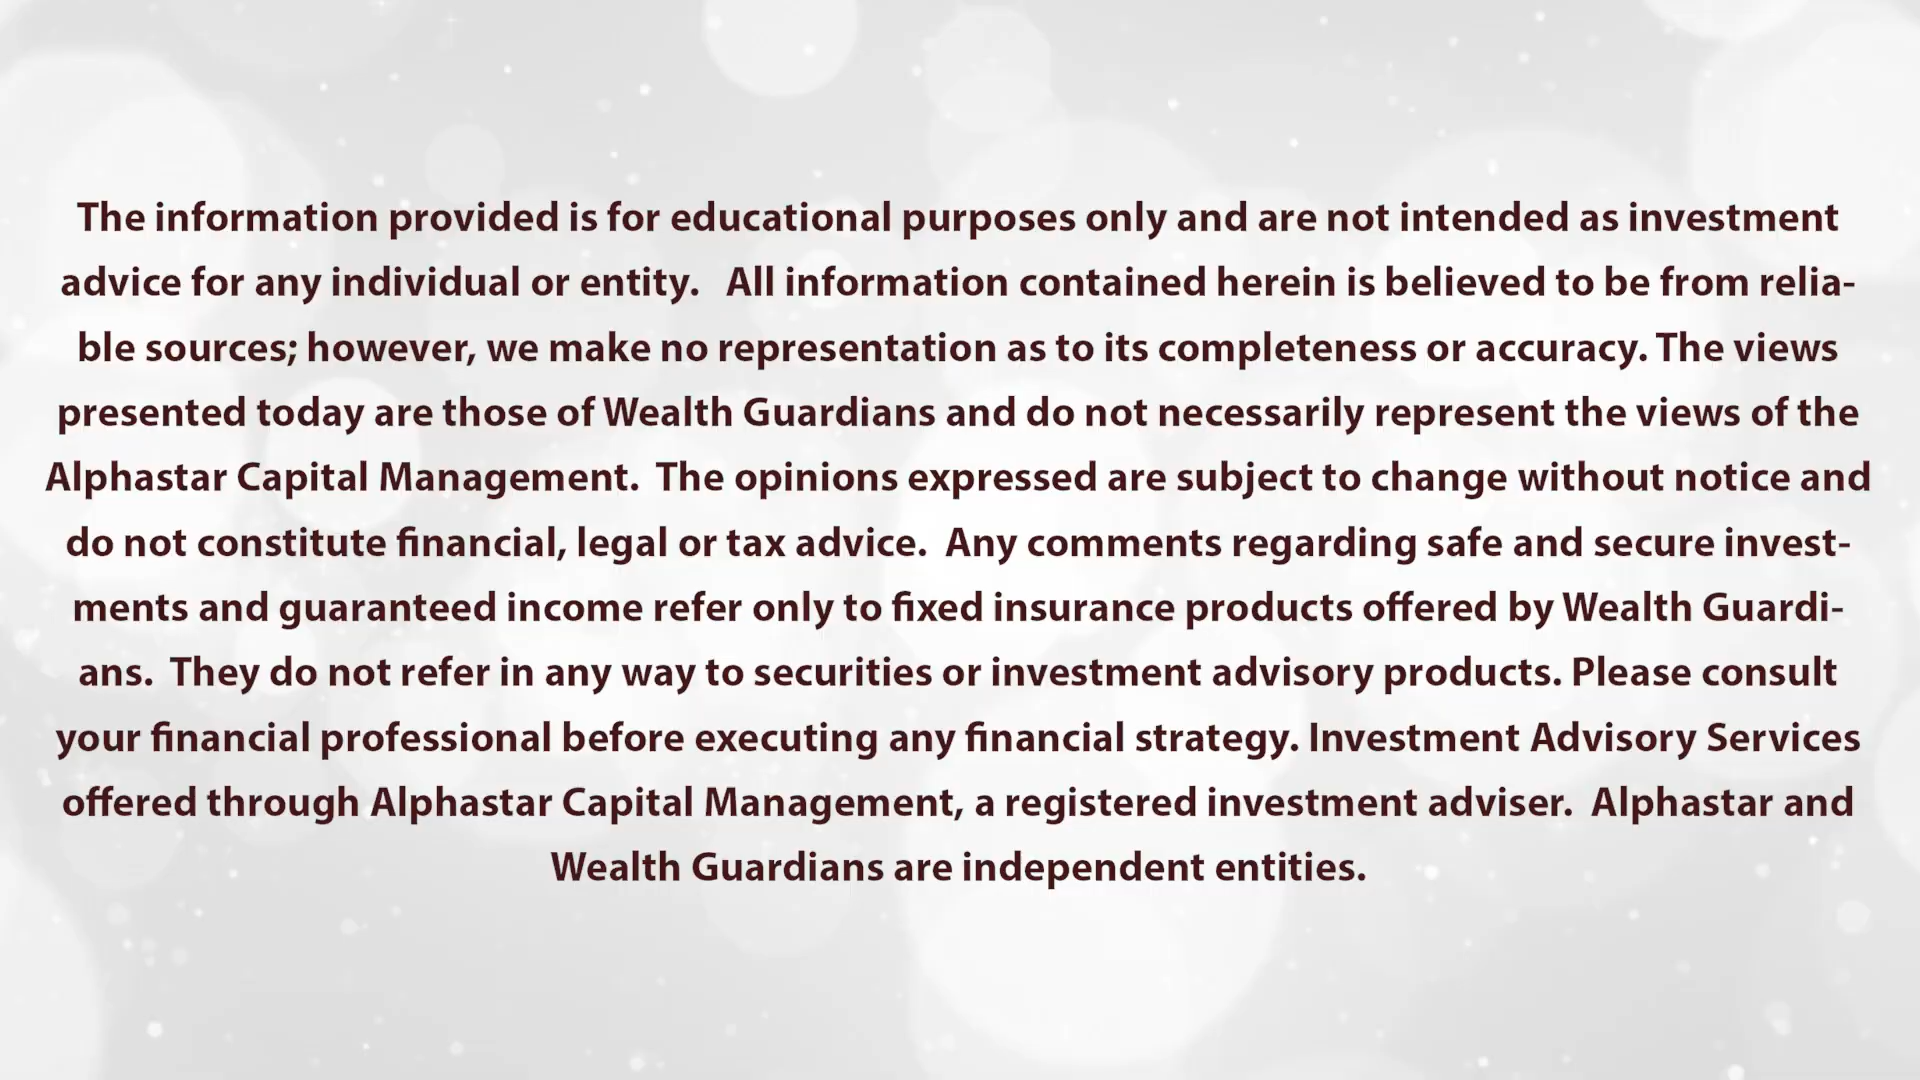 The information provided is for educational purposes only and are not intended as investment
advice for any individual or entity.   All information contained herein is believed to be from relia-
ble sources; however, we make no representation as to its completeness or accuracy. The views
presented today are those of Wealth Guardians and do not necessarily represent the views of the
Alphastar Capital Management.  The opinions expressed are subject to change without notice and
do not constitute financial, legal or tax advice.  Any comments regarding safe and secure invest-
ments and guaranteed income refer only to fixed insurance products offered by Wealth Guardi-
ans.  They do not refer in any way to securities or investment advisory products. Please consult
your financial professional before executing any financial strategy. Investment Advisory Services
offered through Alphastar Capital Management, a registered investment adviser.  Alphastar and
Wealth Guardians are independent entities.